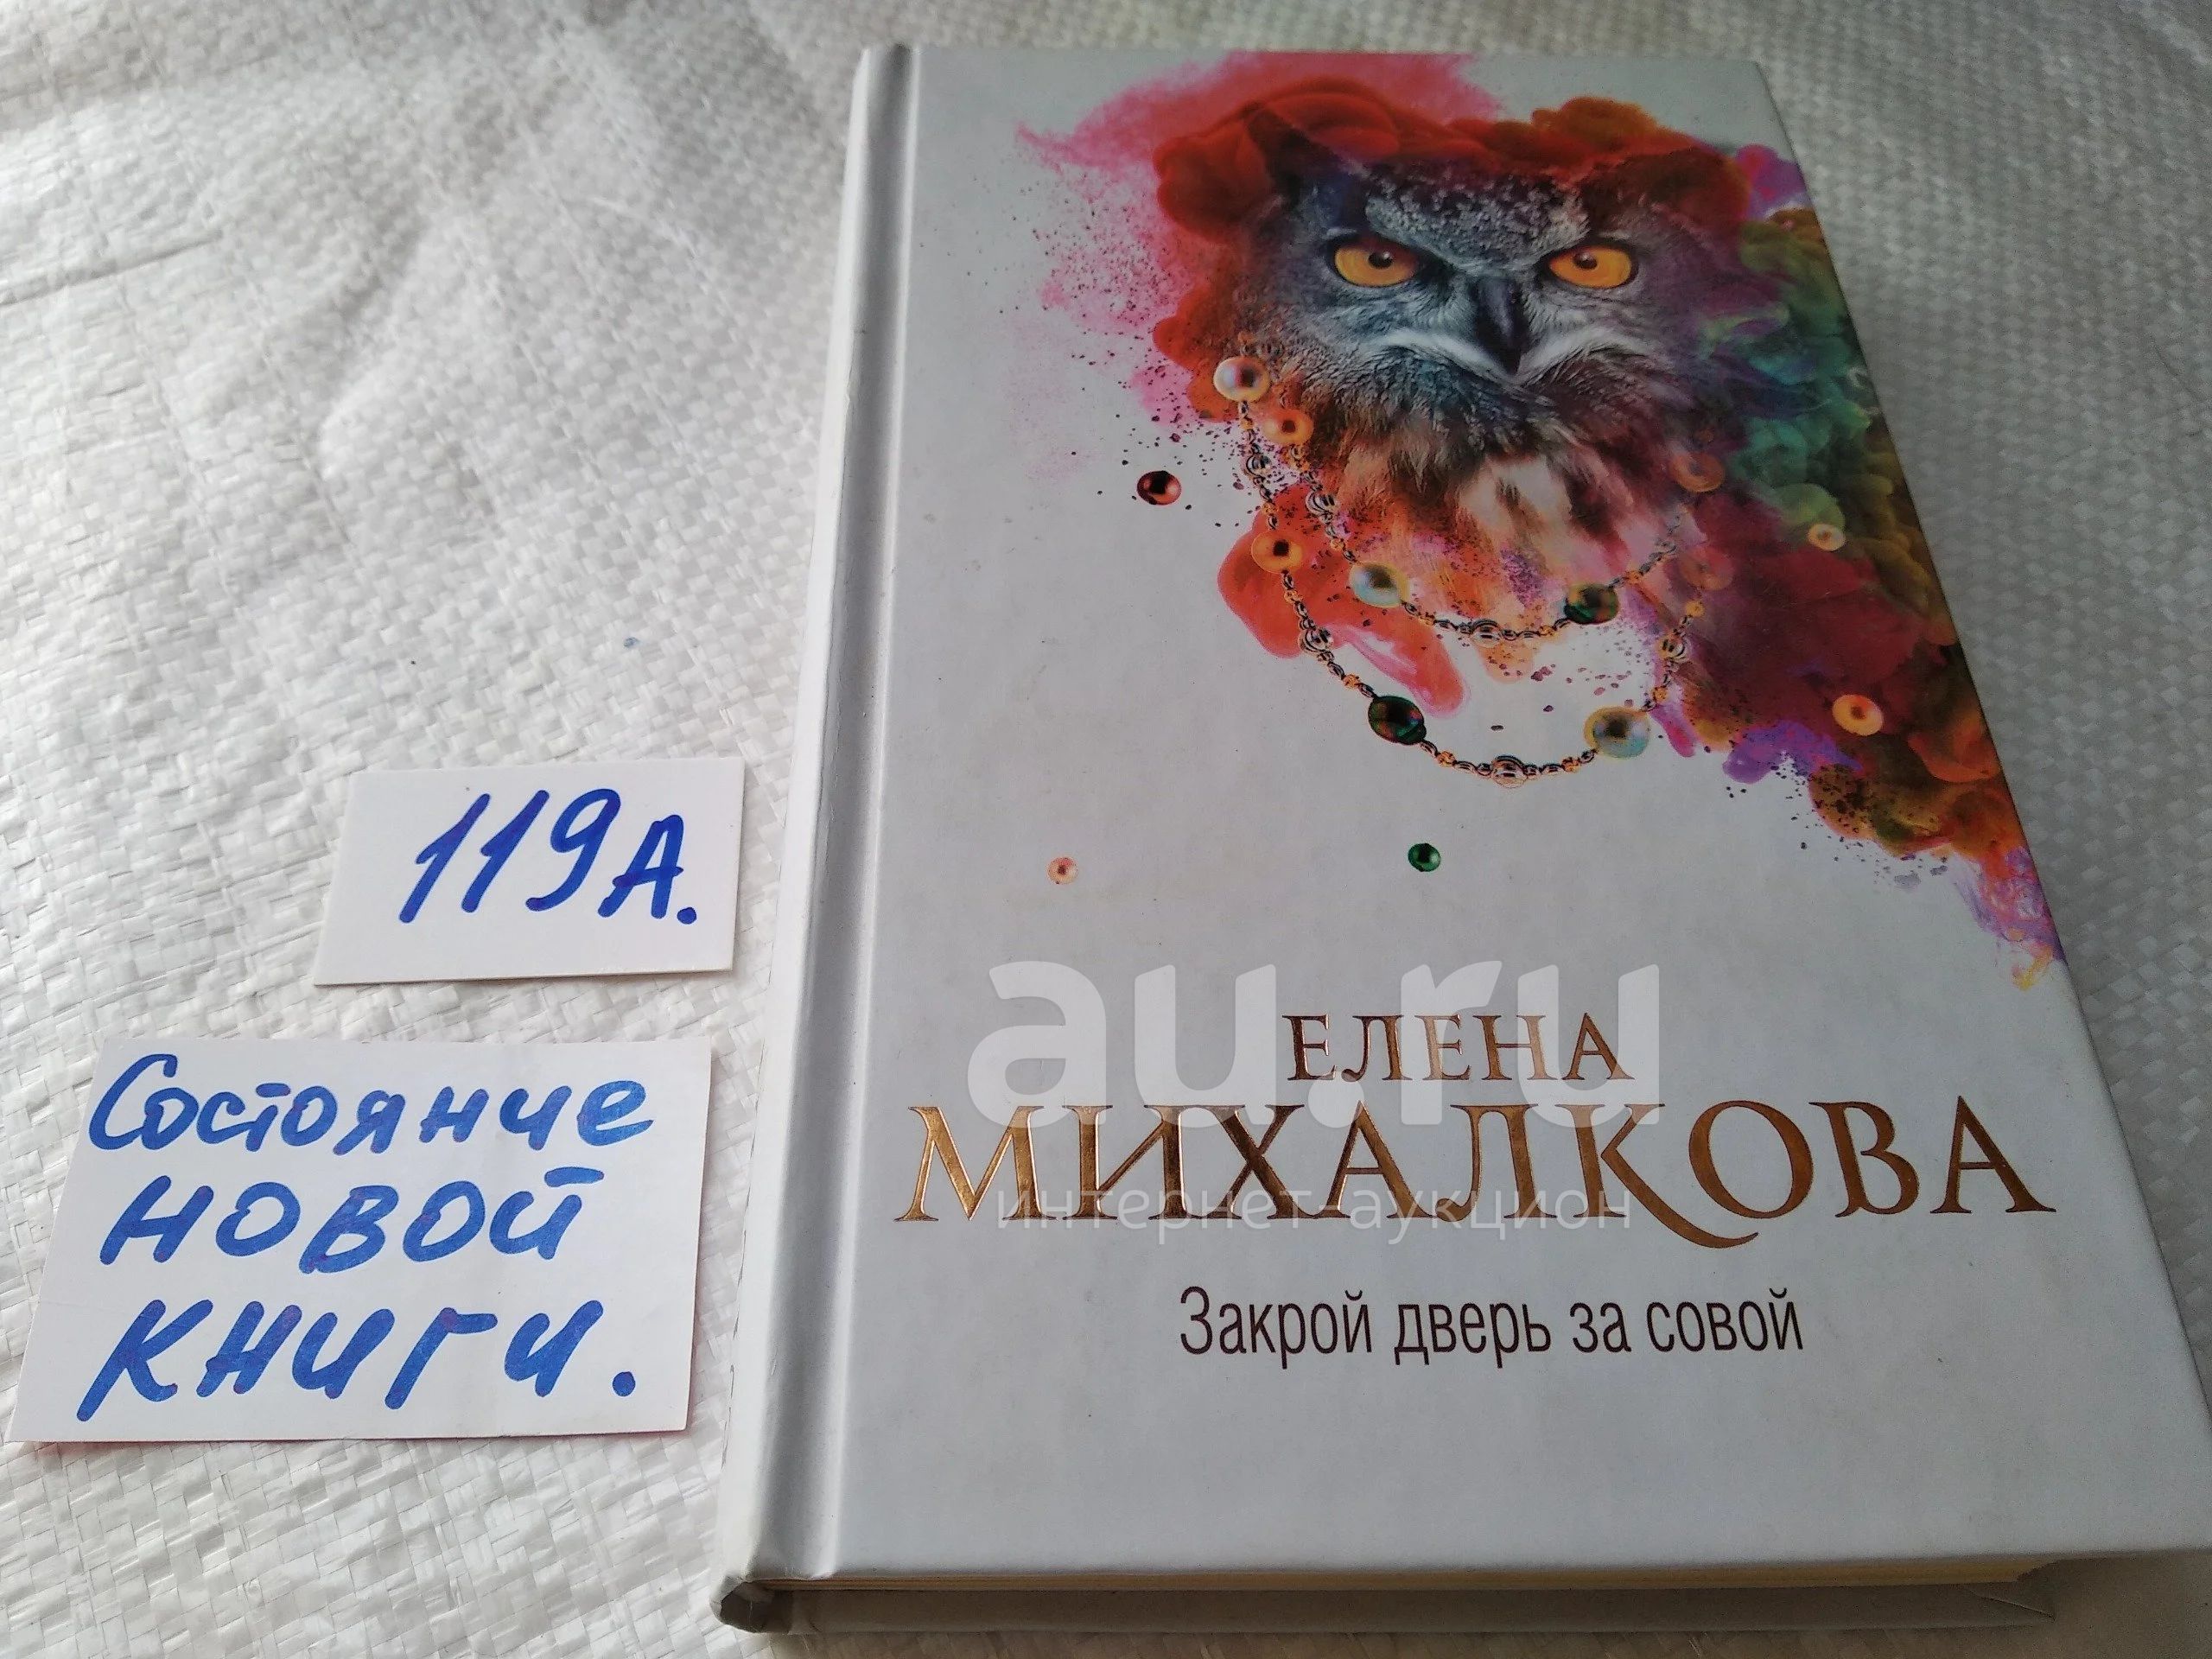 119А.
Состояние
новой
книги.
au.ru
ЕЛЕНА
МИХАЛКОВА
интернет-аукцион
Закрой дверь за совой